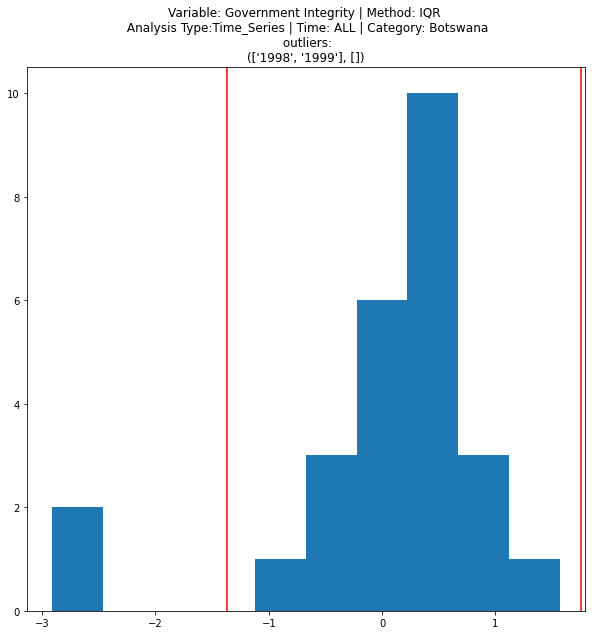 Variable: Government Integrity | Method: IQR
Analysis Type:Time_Series | Time: ALL | Category: Botswana
outliers:
(['1998', '1999'], [])
10
8
6
4
2
0
−3
−2
−1
0
1